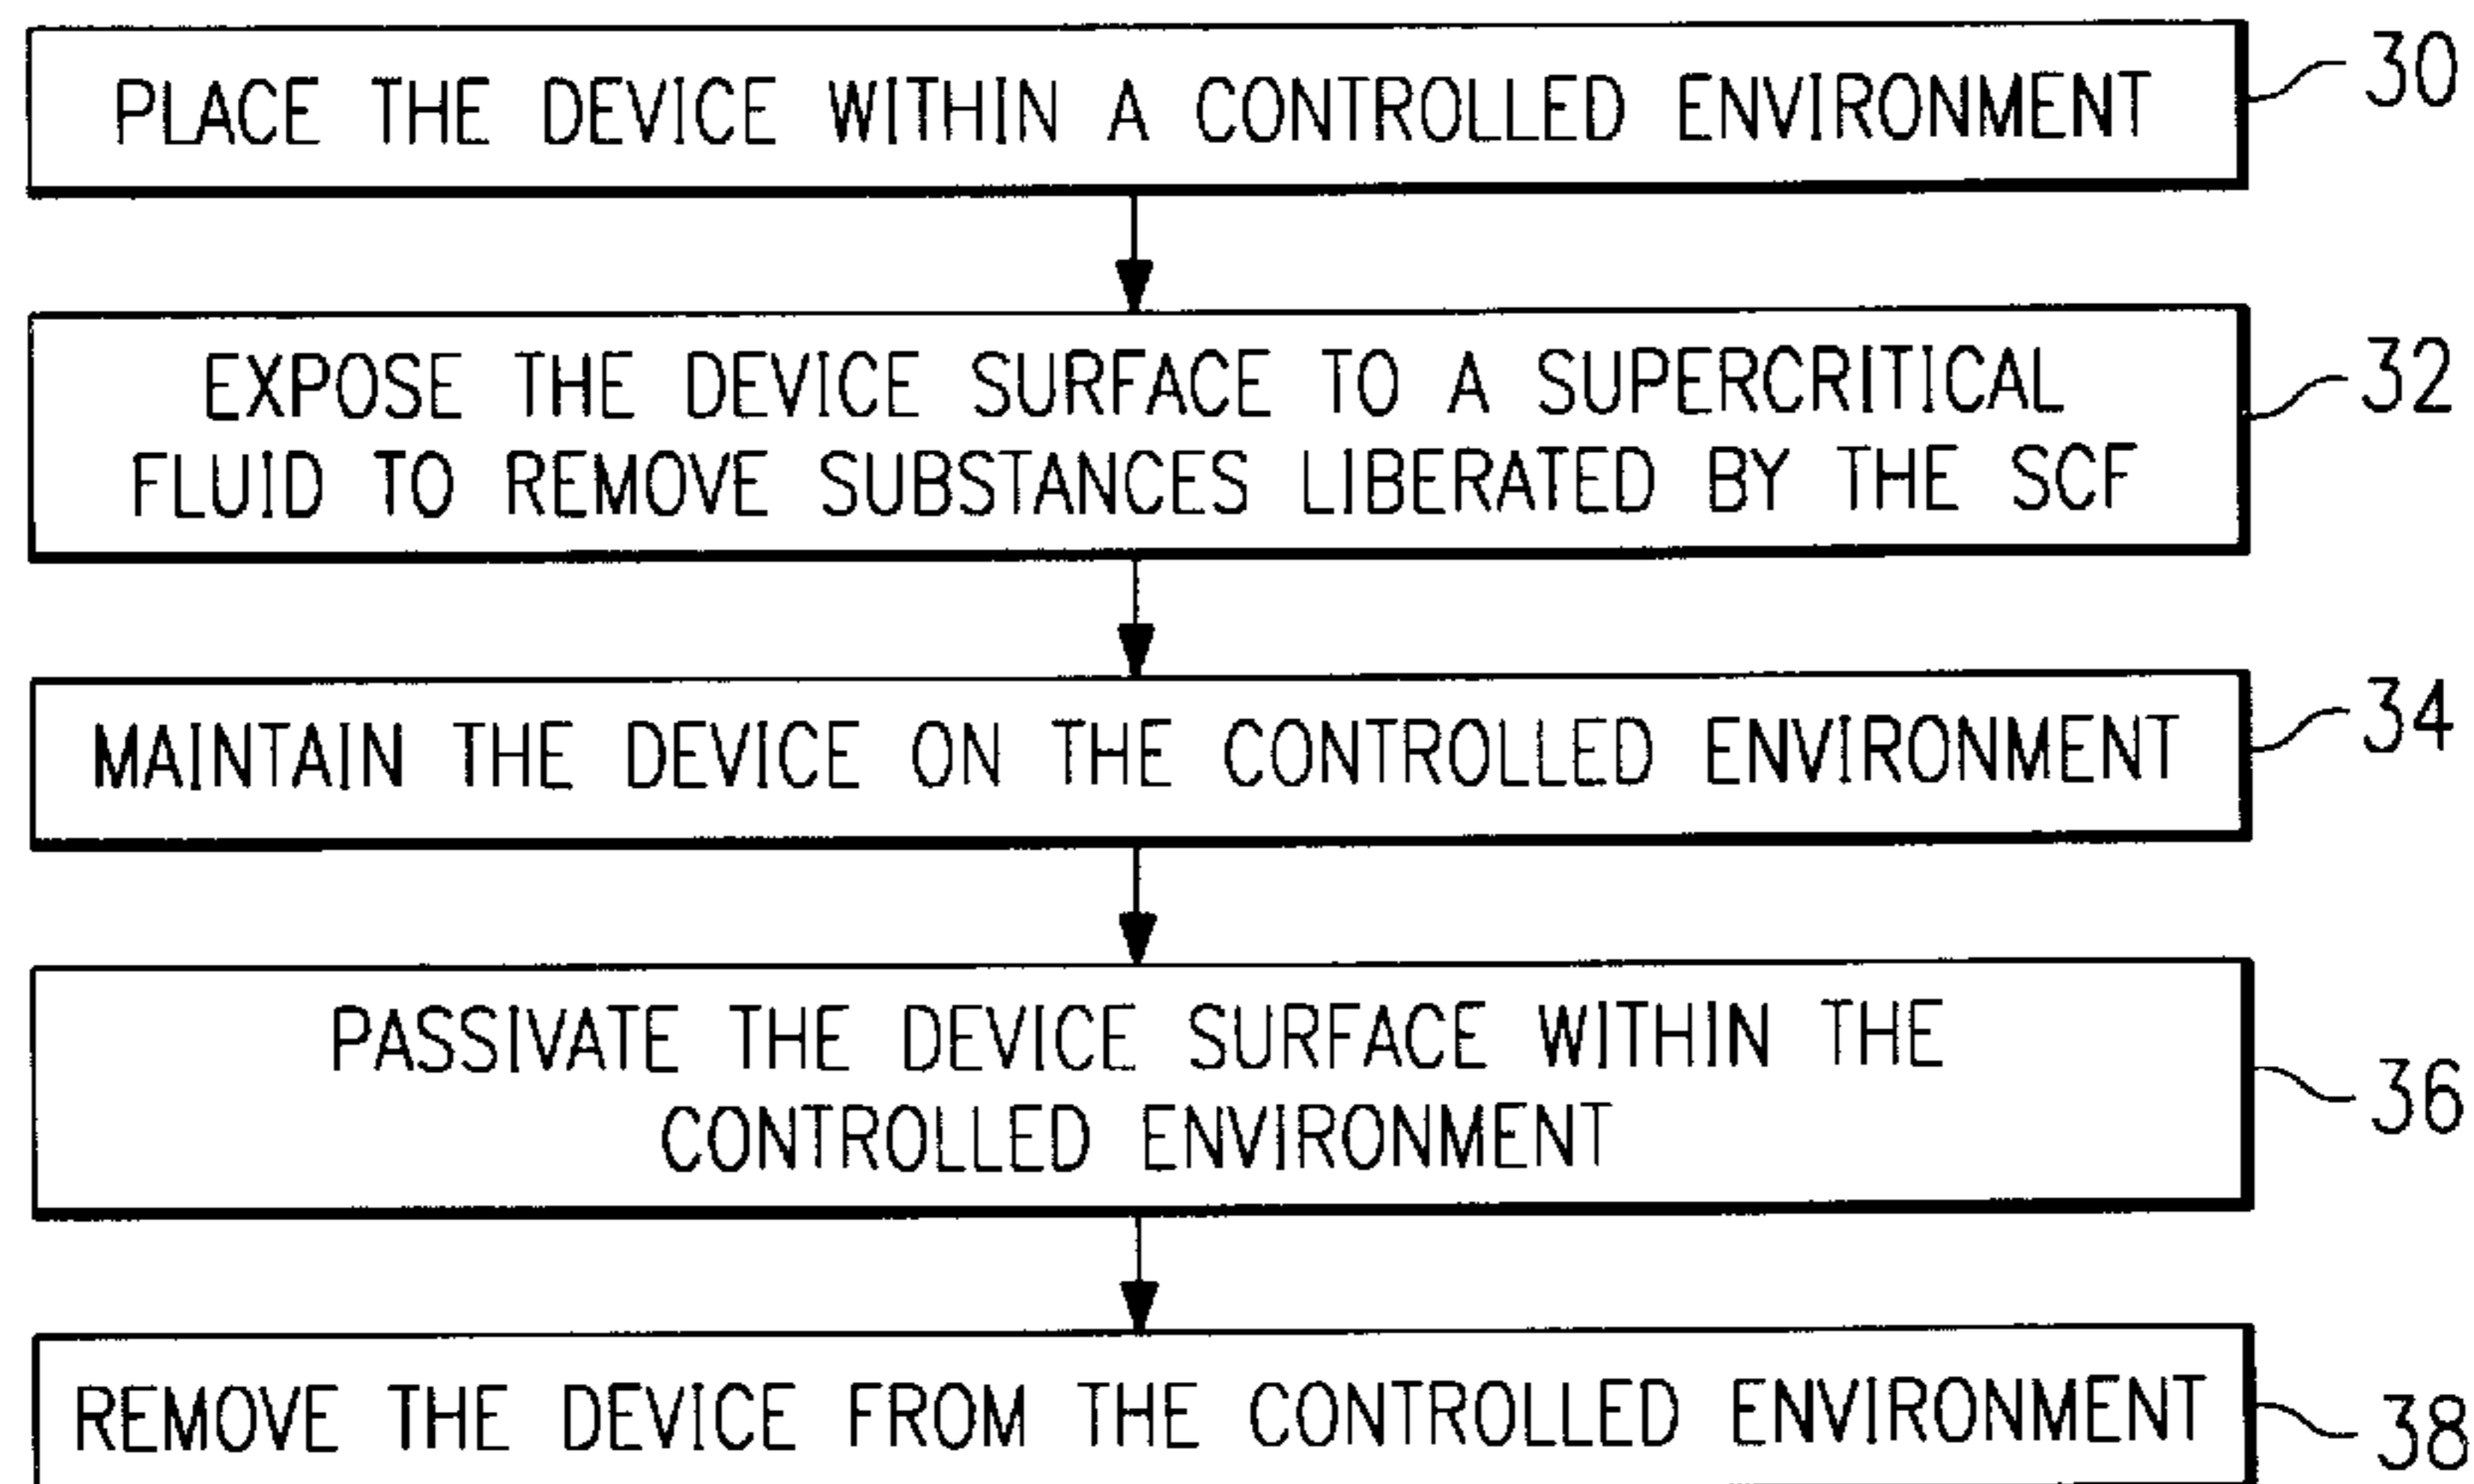 PLACE THE DEVICE WITHIN A CONTROLLED ENVIRONMENT
30
EXPOSE THE DEVICE SURFACE TO A SUPERCRITICAL
FLUID TO REMOVE SUBSTANCES LIBERATED BY THE SCF
32
MAINTAIN THE DEVICE ON THE CONTROLLED ENVIRONMENT
34
PASSIVATE THE DEVICE SURFACE WITHIN THE
CONTROLLED ENVIRONMENT
36
REMOVE THE DEVICE FROM THE CONTROLLED ENVIRONMENT
38